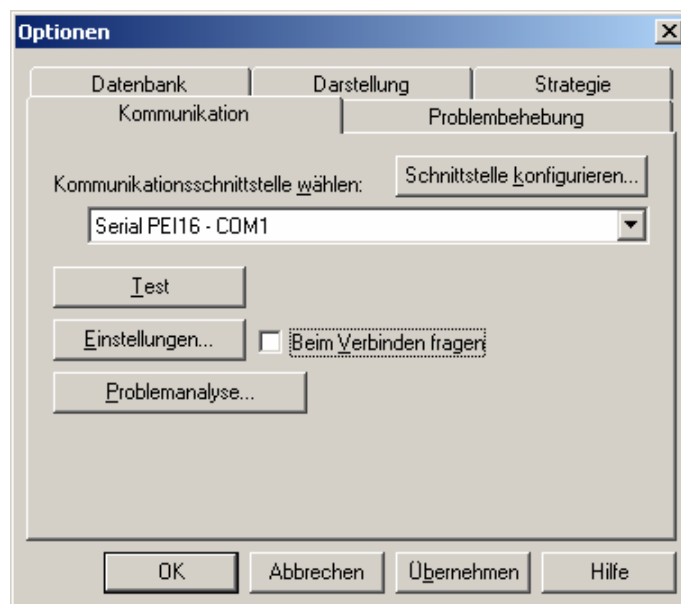 Optionen
Datenbank Darstellung Strategie
Kommunikation Problembehebung
Kommunikationsschnittstelle wählen: Schnittstelle konfigurieren...
Serial PEI16 - COM1
Test
Einstellungen... Beim Verbinden fragen
Problemanalyse...
OK Abbrechen Übernehmen Hilfe